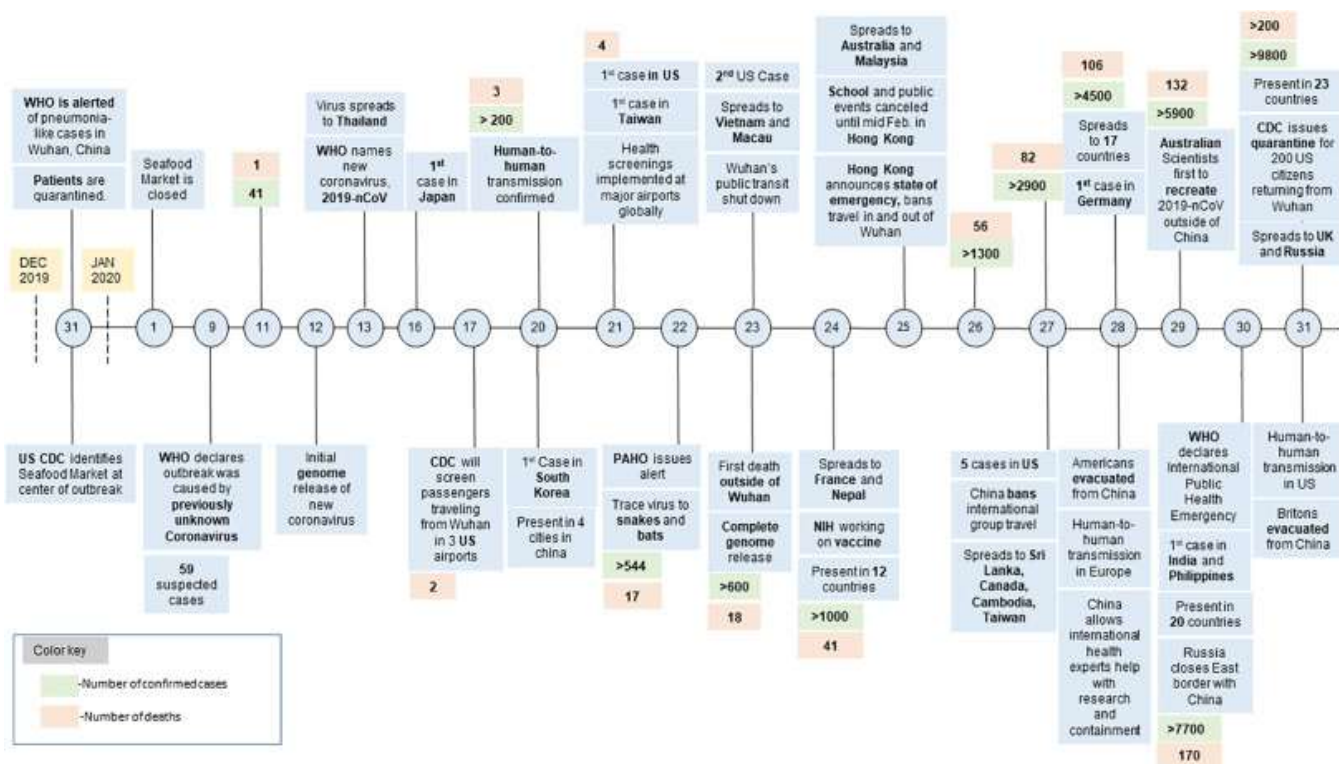 DEC
2019
JAN
2020
WHO is alerted
of pneumonia-
like cases in
Wuhan, China
Patients are
quarantined.
31
US CDC identifies
Seafood Market at
center of outbreak
Seafood
Market is
closed
1
9
WHO declares
outbreak was
caused by
previously
unknown
Coronavirus
59
suspected
cases
1
41
11
12
Initial
genome
release of
new
coronavirus
Virus spreads
to Thailand
WHO names
new
coronavirus,
2019-nCoV
13
1st
case in
Japan
16
17
CDC will
screen
passengers
traveling
from Wuhan
in 3 US
airports
2
3
> 200
Human-to-
human
transmission
confirmed
20
1st Case in
South
Korea
Present in 4
cities in
china
4
1st case in US
1st case in
Taiwan
Health
screenings
implemented at
major airports
globally
21
22
PAHO issues
alert
Trace virus to
snakes and
bats
>544
17
2nd US Case
Spreads to
Vietnam and
Macau
Wuhan's
public transit
shut down
23
First death
outside of
Wuhan
Complete
genome
release
>600
18
24
Spreads to
France and
Nepal
NIH working
on vaccine
Present in 12
countries
>1000
41
Spreads to
Australia and
Malaysia
School and public
events canceled
until mid Feb. in
Hong Kong
Hong Kong
announces state of
emergency, bans
travel in and out of
Wuhan
25
56
>1300
26
82
>2900
27
5 cases in US
China bans
international
group travel
Spreads to Sri
Lanka,
Canada,
Cambodia,
Taiwan
106
>4500
Spreads
to 17
countries
1st case in
Germany
28
Americans
evacuated
from China
Human-to-
human
transmission
in Europe
China
allows
international
health
experts help
with
research
and
containment
132
>5900
Australian
Scientists
first to
recreate
2019-nCoV
outside of
China
29
30
WHO
declares
International
Public
Health
Emergency
1st case in
India and
Philippines
Present in
20 countries
Russia
closes East
border with
China
>7700
170
>200
>9800
Present in 23
countries
CDC issues
quarantine for
200 US
citizens
returning from
Wuhan
Spreads to UK
and Russia
31
Human-to-
human
transmission
in US
Britons
evacuated
from China
Color key
-Number of confirmed cases
-Number of deaths